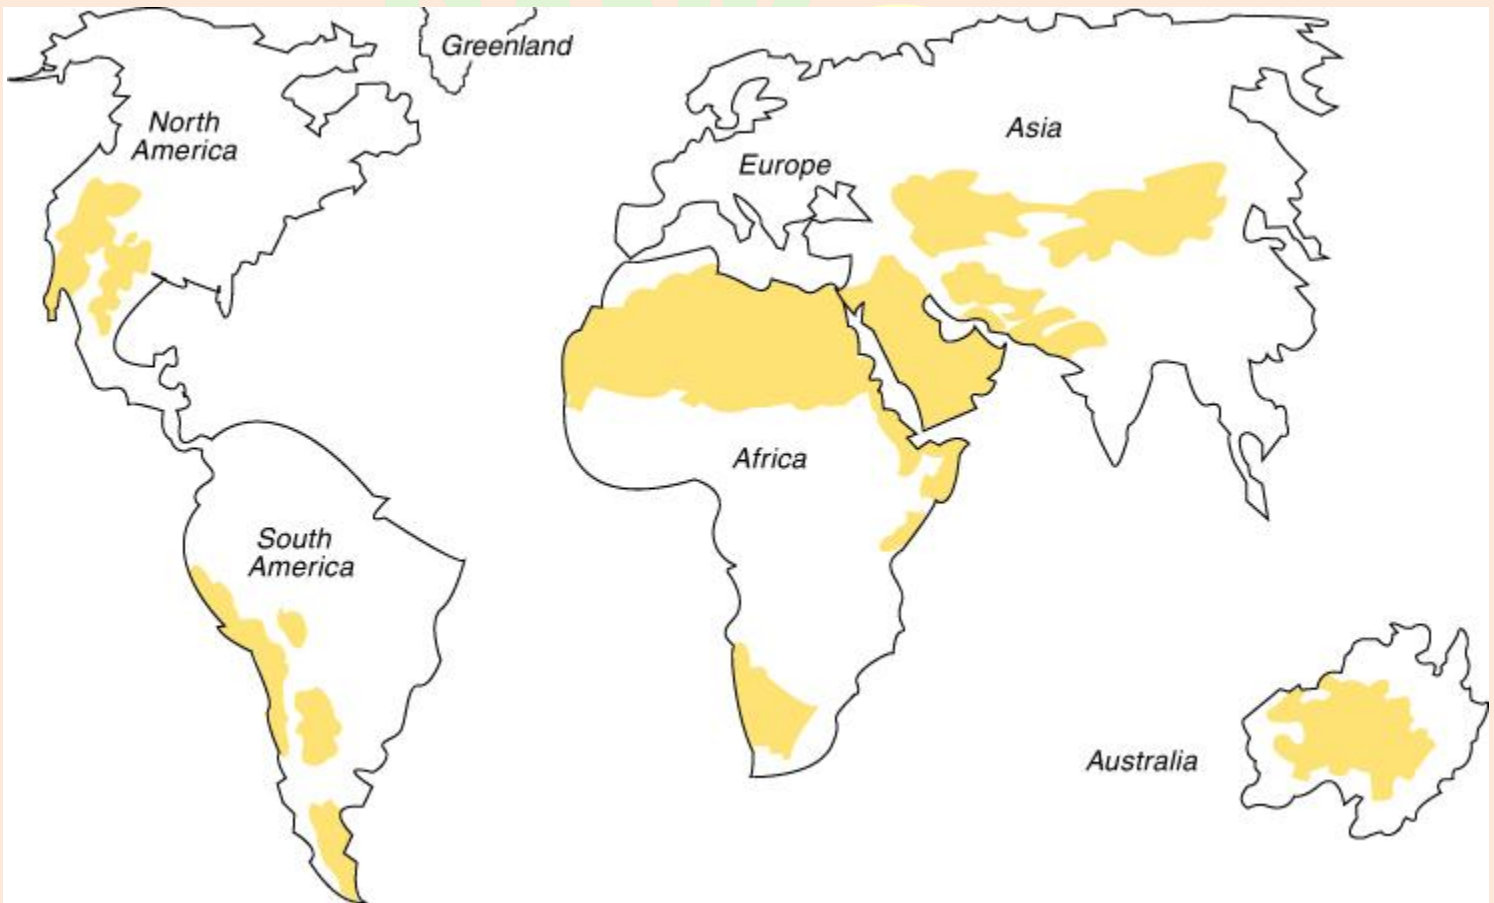 Greenland
North
America
Asia
Europe
Africa
South
America
Australia